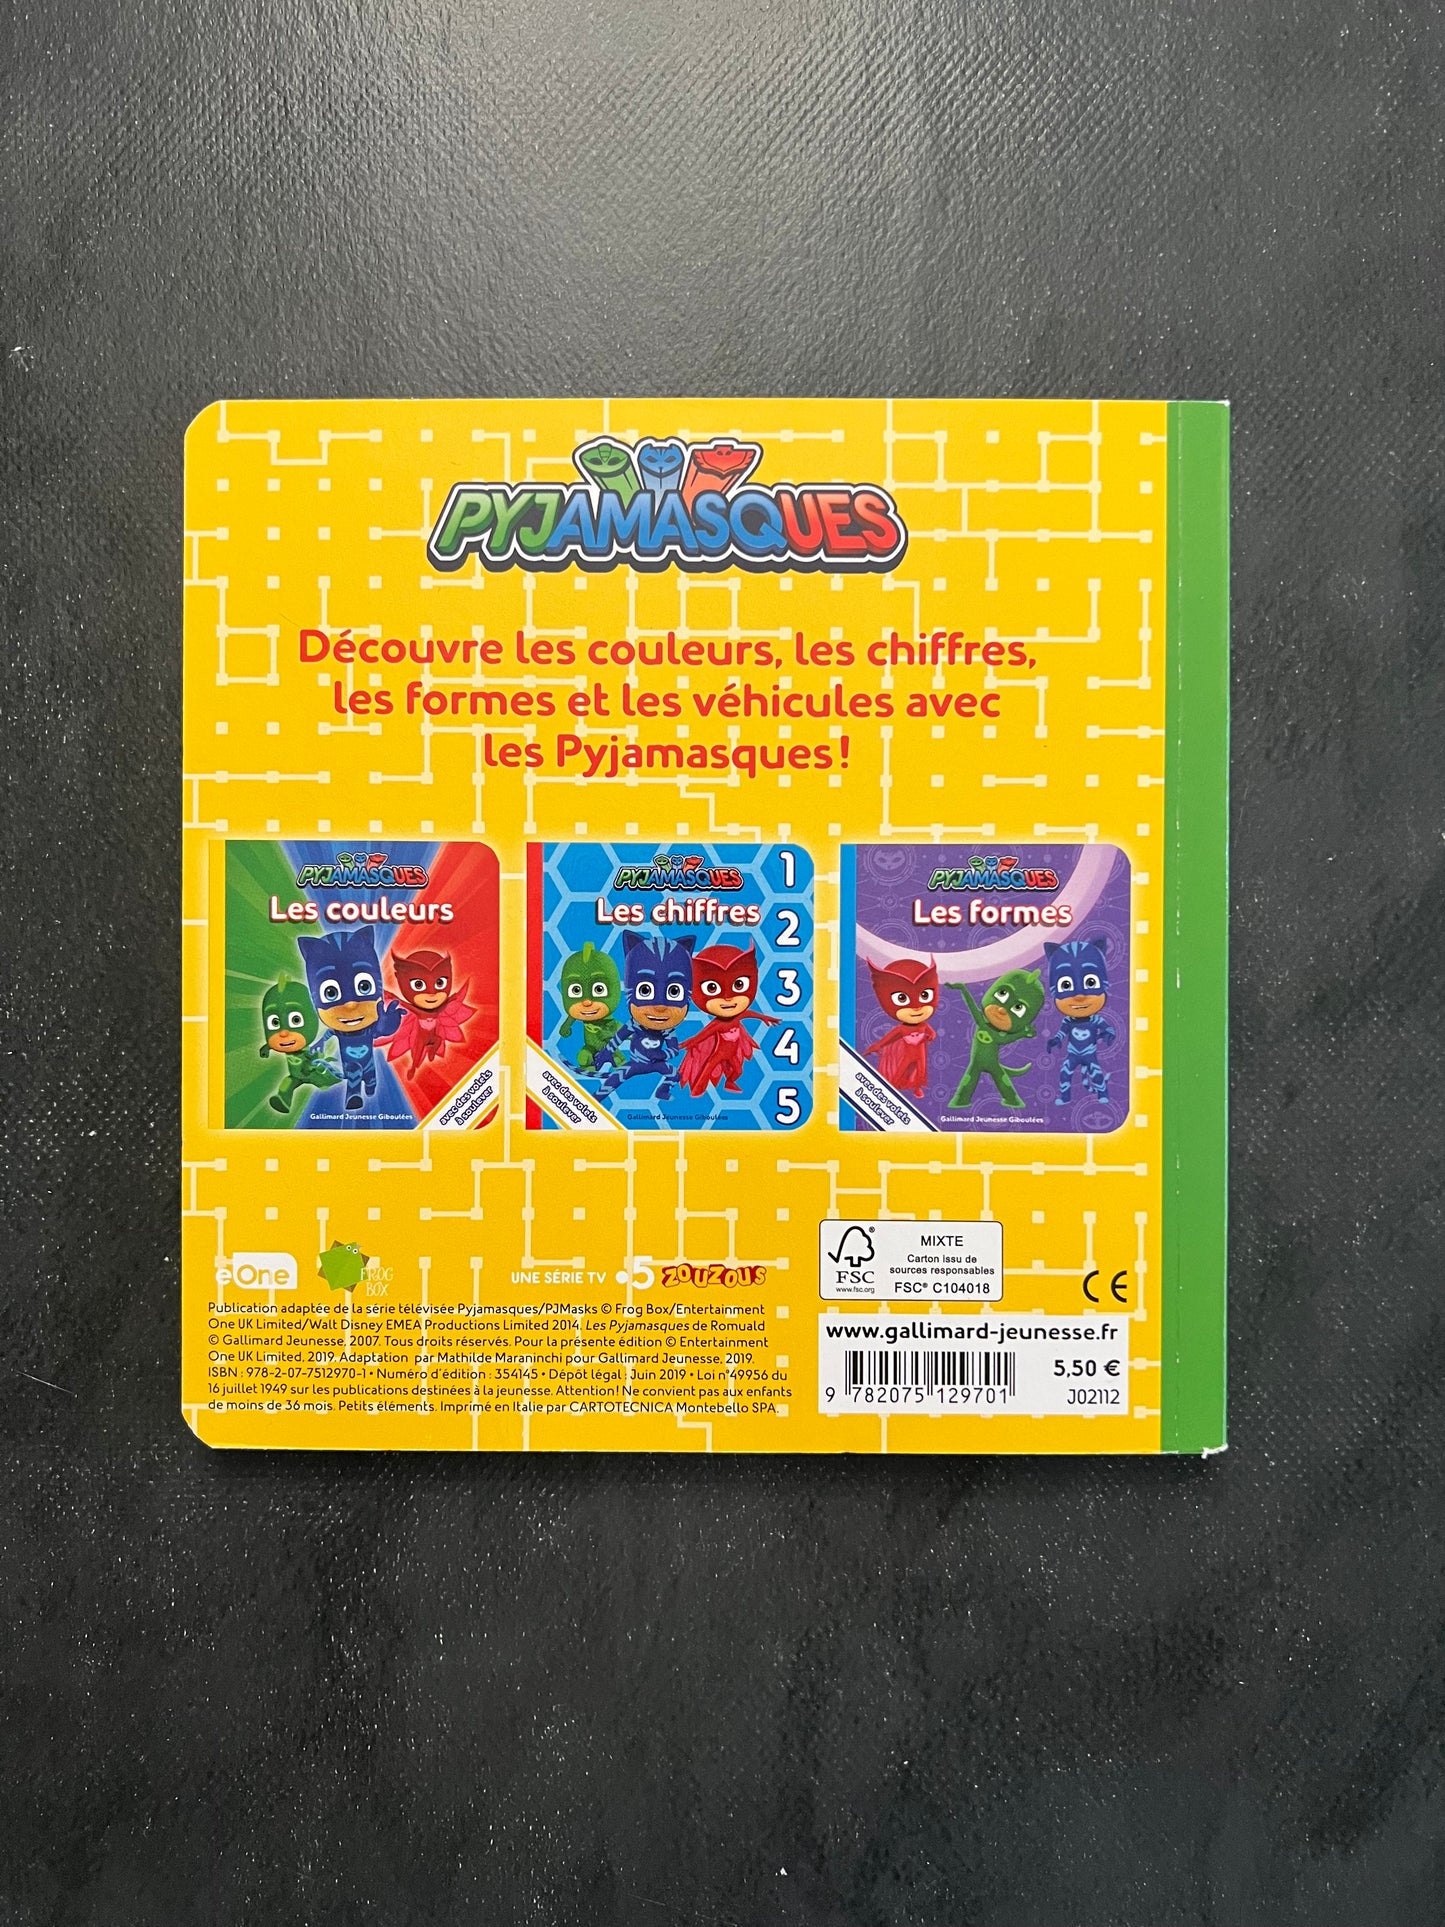 PYJAMASQUES
Découvre les couleurs, les chiffres,
les formes et les véhicules avec
les Pyjamasques !
PYJAMASQUES
Les couleurs
Gallimard Jeunesse Giboulées
avec des volets
à soulever
PYJAMASQUES
Les chiffres
1
2
3
4
5
avec des volets
à soulever
Gallimard Jeunesse Giboulées
PYJAMASQUES
Les formes
avec des volets
à soulever
Gallimard Jeunesse Giboulées
eOne
FROG
BOX
UNE SÉRIE TV •5 ZOUZOUS
Publication adaptée de la série télévisée Pyjamasques/PJMasks © Frog Box/Entertainment
One UK Limited/Walt Disney EMEA Productions Limited 2014. Les Pyjamasques de Romuald
© Gallimard Jeunesse, 2007. Tous droits réservés. Pour la présente édition © Entertainment
One UK Limited, 2019. Adaptation par Mathilde Maraninchi pour Gallimard Jeunesse, 2019.
ISBN : 978-2-07-7512970-1 • Numéro d'édition : 354145 • Dépôt légal : Juin 2019 • Loi n°49956 du
16 juillet 1949 sur les publications destinées à la jeunesse. Attention ! Ne convient pas aux enfants
de moins de 36 mois. Petits éléments. Imprimé en Italie par CARTOTECNICA Montebello SPA.
FSC
www.fsc.org
MIXTE
Carton issu de
sources responsables
FSC® C104018
CE
www.gallimard-jeunesse.fr
9 782075 129701
5,50 €
J02112